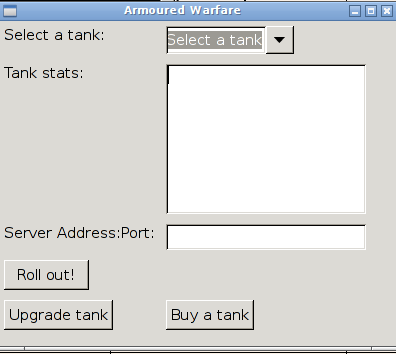 Armoured Warfare
Select a tank: Select a tank
Tank stats:
Server Address:Port:
Roll out!
Upgrade tank Buy a tank